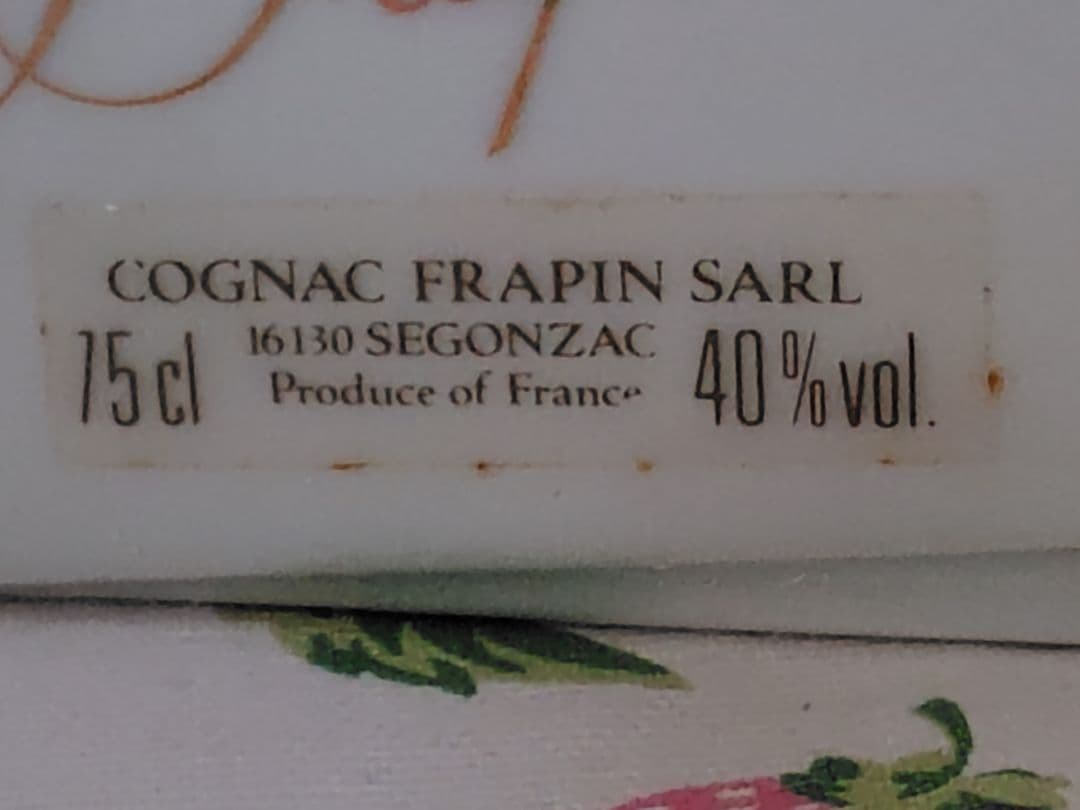 COGNAC FRAPIN SARL
16130 SEGONZAC
75 cl Produce of France 40% vol.